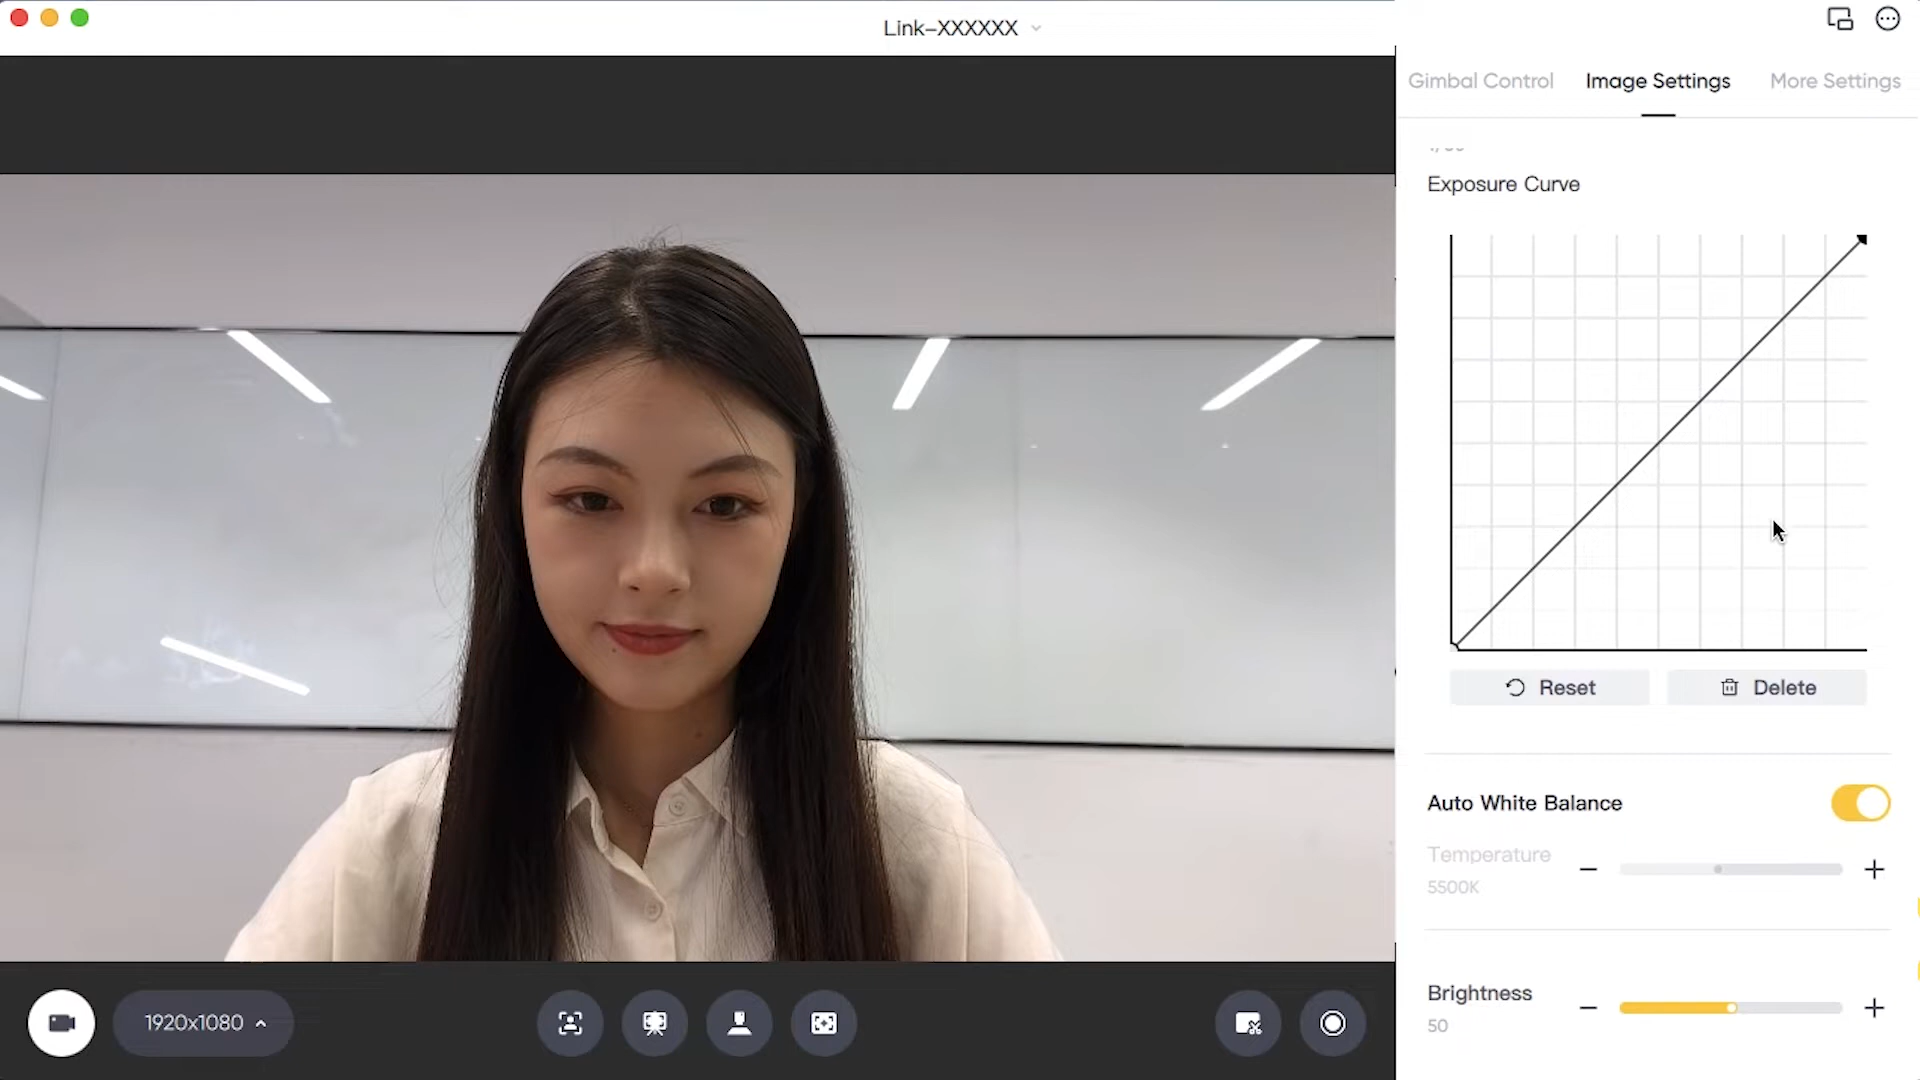 Link-XXXXXX
Gimbal Control
Image Settings
More Settings
Exposure Curve
Reset
Delete
Auto White Balance
Temperature
5500K
Brightness
50
1920x1080